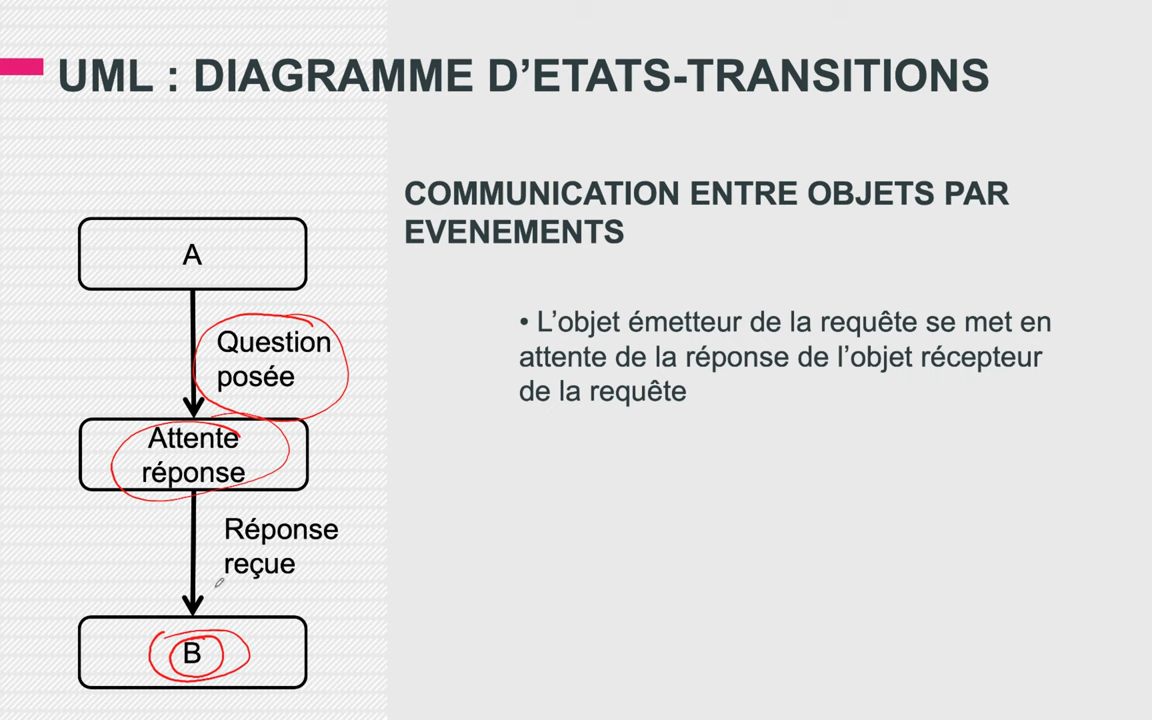 UML : DIAGRAMME D’ETATS-TRANSITIONS
COMMUNICATION ENTRE OBJETS PAR
EVENEMENTS
• L’objet émetteur de la requête se met en
attente de la réponse de l’objet récepteur
de la requête
A
Question
posée
Attente
réponse
Réponse
reçue
B